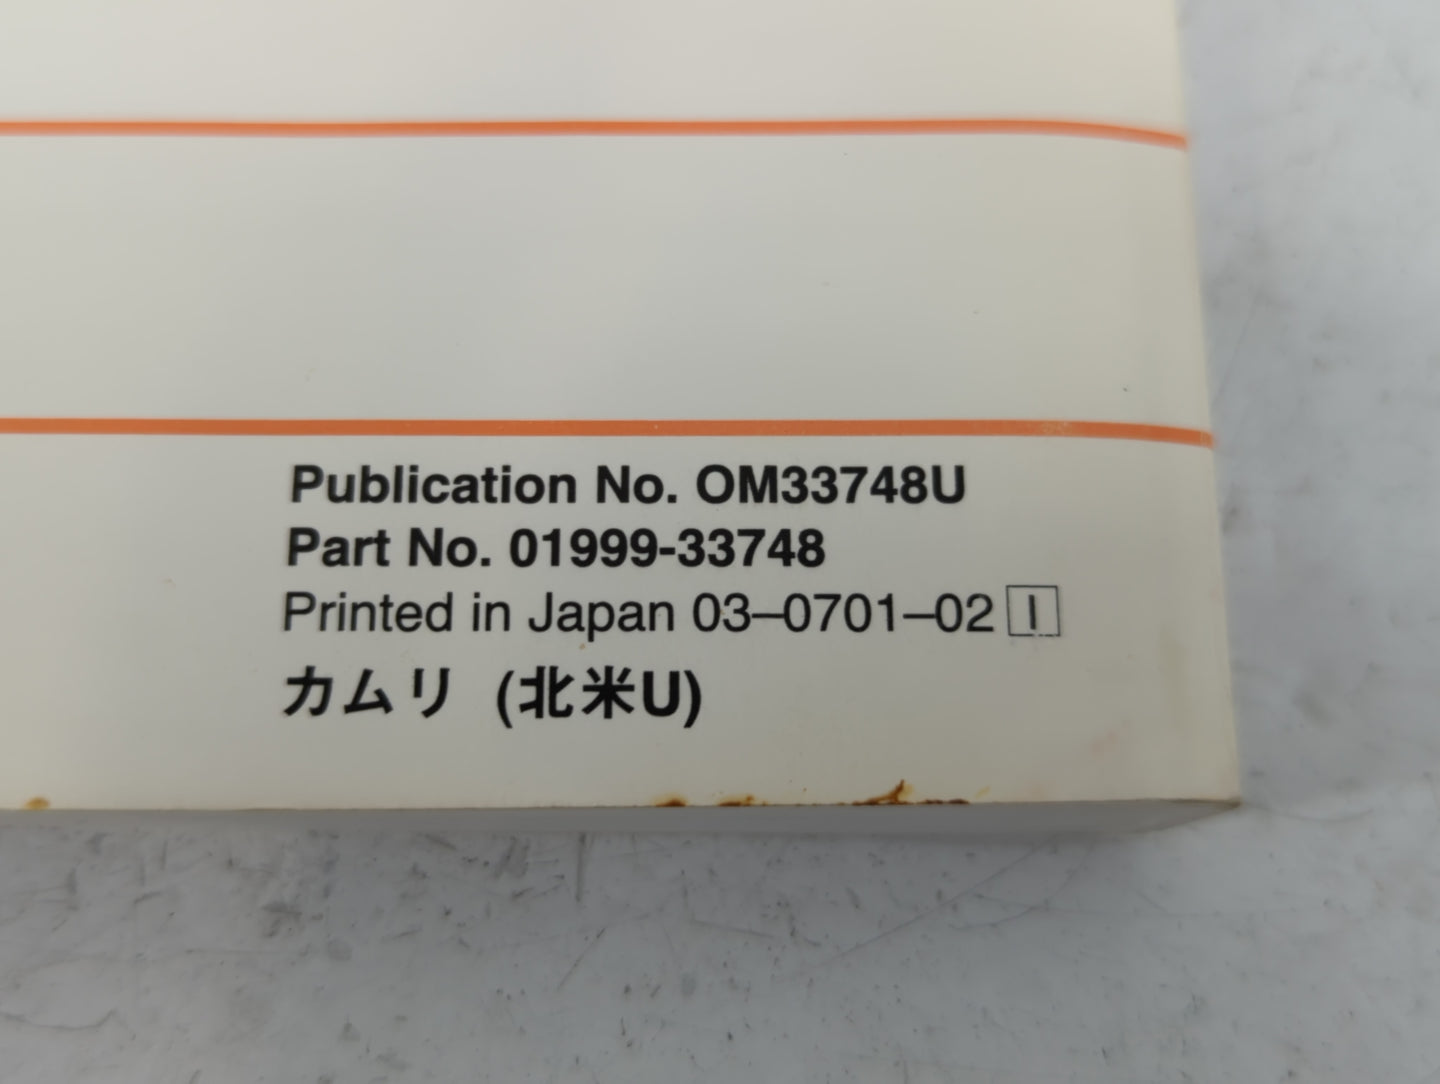 Publication No. OM33748U
Part No. 01999-33748
Printed in Japan 03–0701–02 I
カムリ (北米U)